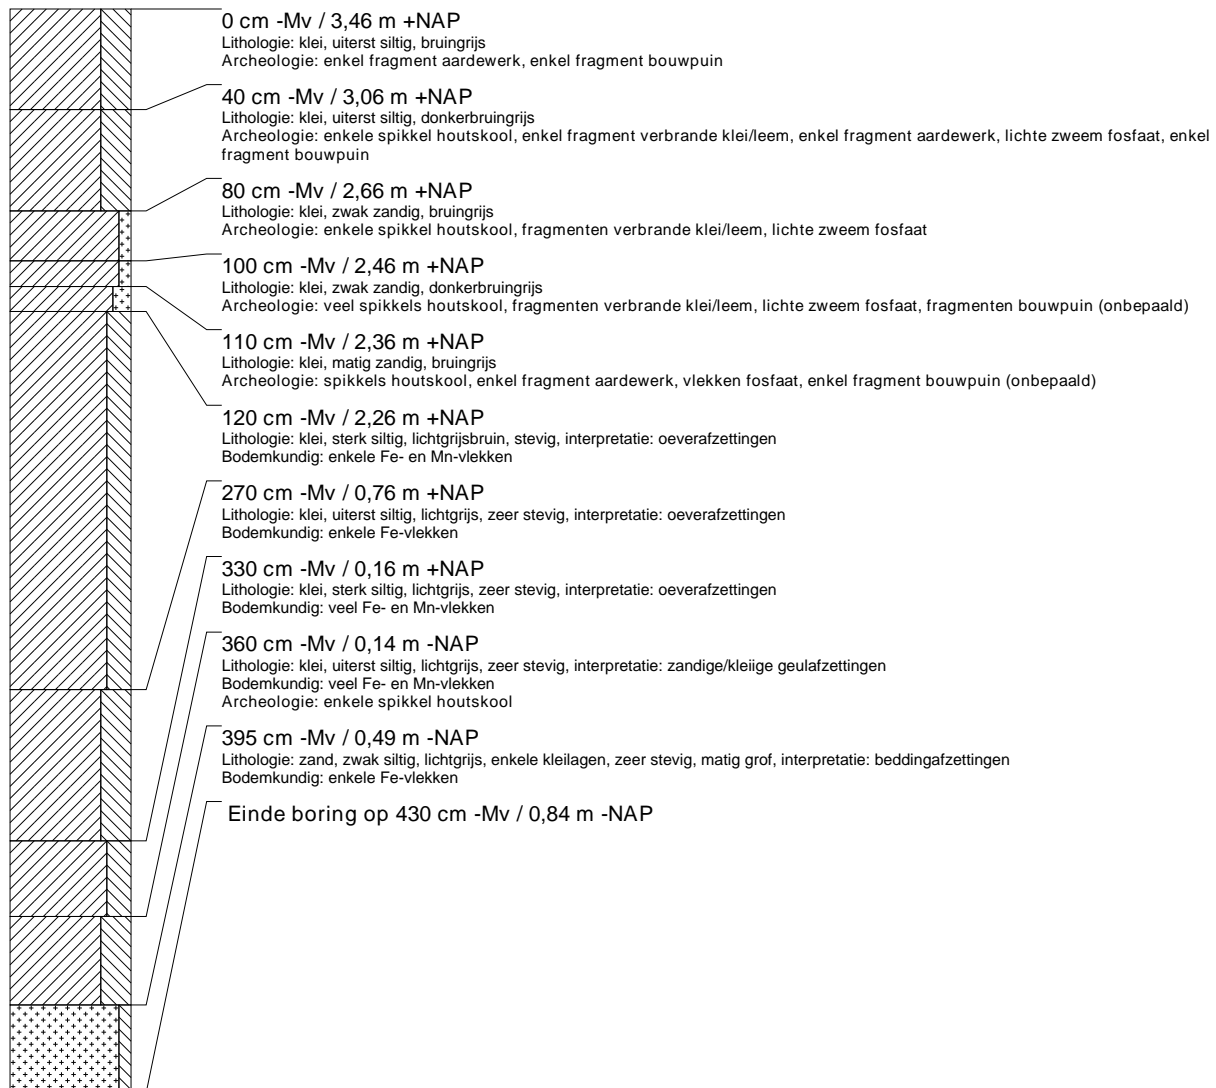 0 cm -Mv / 3,46 m +NAP
Lithologie: klei, uiterst siltig, bruingrijs
Archeologie: enkel fragment aardewerk, enkel fragment bouwpuin
40 cm -Mv / 3,06 m +NAP
Lithologie: klei, uiterst siltig, donkerbruingrijs
Archeologie: enkele spikkel houtskool, enkel fragment verbrande klei/leem, enkel fragment aardewerk, lichte zweem fosfaat, enkel
fragment bouwpuin
80 cm -Mv / 2,66 m +NAP
Lithologie: klei, zwak zandig, bruingrijs
Archeologie: enkele spikkel houtskool, fragmenten verbrande klei/leem, lichte zweem fosfaat
100 cm -Mv / 2,46 m +NAP
Lithologie: klei, zwak zandig, donkerbruingrijs
Archeologie: veel spikkels houtskool, fragmenten verbrande klei/leem, lichte zweem fosfaat, fragmenten bouwpuin (onbepaald)
110 cm -Mv / 2,36 m +NAP
Lithologie: klei, matig zandig, bruingrijs
Archeologie: spikkels houtskool, enkel fragment aardewerk, vlekken fosfaat, enkel fragment bouwpuin (onbepaald)
120 cm -Mv / 2,26 m +NAP
Lithologie: klei, sterk siltig, lichtgrijsbruin, stevig, interpretatie: oeverafzettingen
Bodemkundig: enkele Fe- en Mn-vlekken
270 cm -Mv / 0,76 m +NAP
Lithologie: klei, uiterst siltig, lichtgrijs, zeer stevig, interpretatie: oeverafzettingen
Bodemkundig: enkele Fe-vlekken
330 cm -Mv / 0,16 m +NAP
Lithologie: klei, sterk siltig, lichtgrijs, zeer stevig, interpretatie: oeverafzettingen
Bodemkundig: veel Fe- en Mn-vlekken
360 cm -Mv / 0,14 m -NAP
Lithologie: klei, uiterst siltig, lichtgrijs, zeer stevig, interpretatie: zandige/kleiige geulafzettingen
Bodemkundig: veel Fe- en Mn-vlekken
Archeologie: enkele spikkel houtskool
395 cm -Mv / 0,49 m -NAP
Lithologie: zand, zwak siltig, lichtgrijs, enkele kleilagen, zeer stevig, matig grof, interpretatie: beddingafzettingen
Bodemkundig: enkele Fe-vlekken
Einde boring op 430 cm -Mv / 0,84 m -NAP